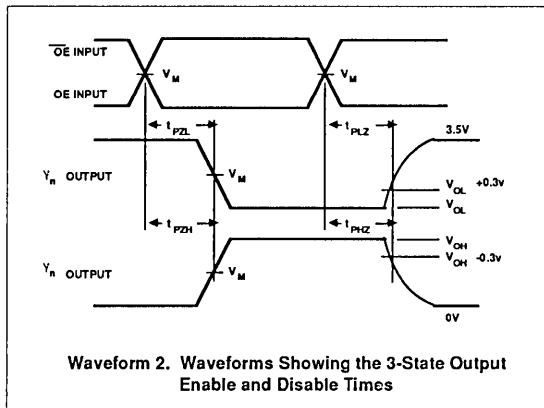 O̅E̅ INPUT
V_M
V_M
OE INPUT
t_PZL
t_PLZ
3.5V
V_OL +0.3v
Y_n OUTPUT
V_M
V_OL
t_PZH
t_PHZ
V_OH
V_OH -0.3v
Y_n OUTPUT
V_M
0V
Waveform 2. Waveforms Showing the 3-State Output
Enable and Disable Times